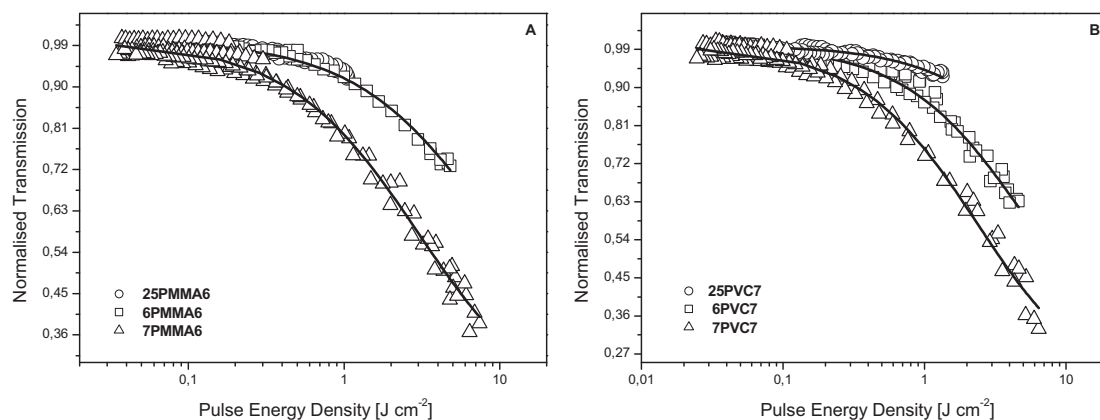 A
0,99
0,90
0,81
0,72
0,63
0,54
0,45
0,36
Normalised Transmission
25PMMA6
6PMMA6
7PMMA6
0,1
1
10
Pulse Energy Density [J cm⁻²]
B
0,99
0,90
0,81
0,72
0,63
0,54
0,45
0,36
0,27
Normalised Transmission
25PVC7
6PVC7
7PVC7
0,01
0,1
1
10
Pulse Energy Density [J cm⁻²]